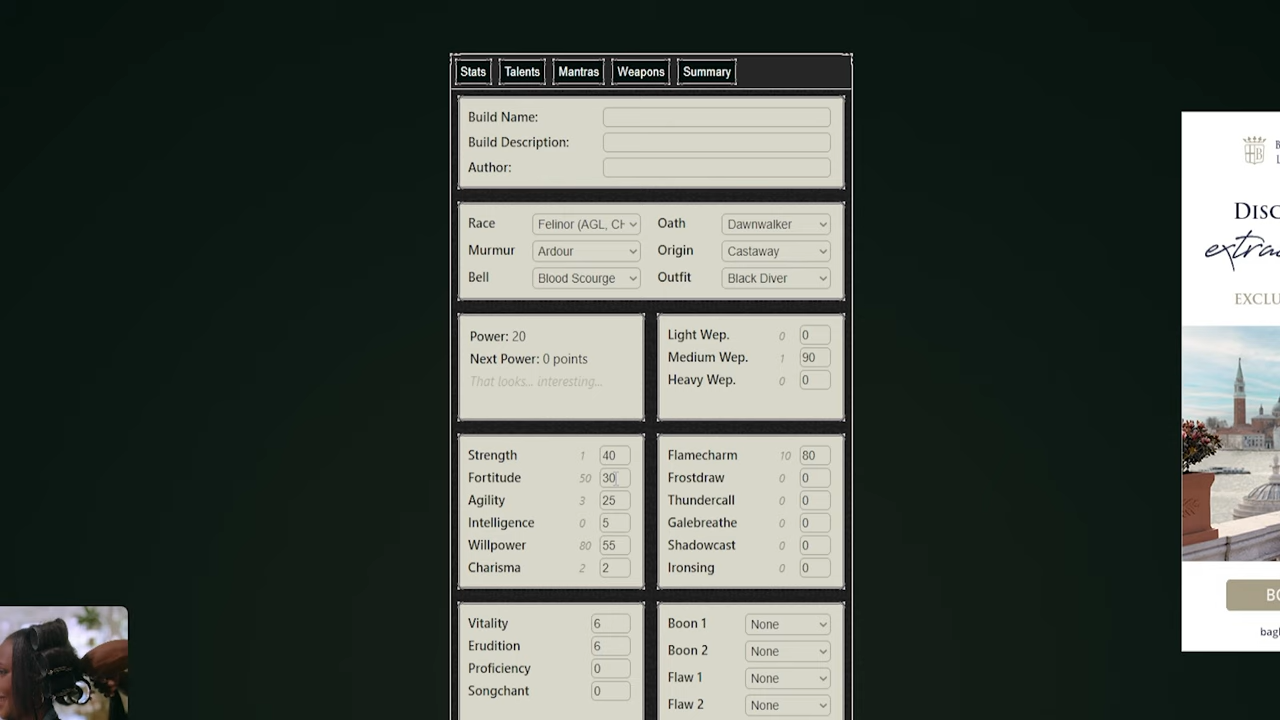 Stats Talents Mantras Weapons Summary
Build Name:
Build Description:
Author:
Race Felinor (AGL, CH Oath Dawnwalker
Murmur Ardour Origin Castaway
Bell Blood Scourge Outfit Black Diver
Power: 20
Next Power: 0 points
That looks... interesting...
Light Wep. 0 0
Medium Wep. 1 90
Heavy Wep. 0 0
Strength 1 40
Fortitude 50 30
Agility 3 25
Intelligence 0 5
Willpower 80 55
Charisma 2 2
Flamecharm 10 80
Frostdraw 0 0
Thundercall 0 0
Galebreathe 0 0
Shadowcast 0 0
Ironsing 0 0
Vitality 6
Erudition 6
Proficiency 0
Songchant 0
Boon 1 None
Boon 2 None
Flaw 1 None
Flaw 2 None
B
L
DISC
extra
EXCLU
BO
bagl